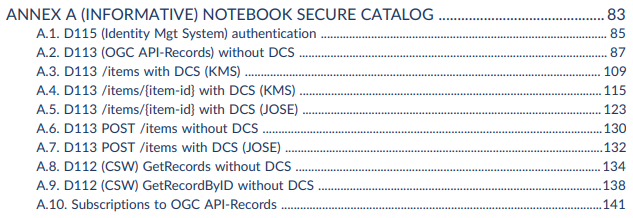 ANNEX A (INFORMATIVE) NOTEBOOK SECURE CATALOG ........................................ 83
A.1. D115 (Identity Mgt System) authentication ........................................ 85
A.2. D113 (OGC API-Records) without DCS ........................................ 87
A.3. D113 /items with DCS (KMS) ........................................ 109
A.4. D113 /items/{item-id} with DCS (KMS) ........................................ 115
A.5. D113 /items/{item-id} with DCS (JOSE) ........................................ 123
A.6. D113 POST /items without DCS ........................................ 130
A.7. D113 POST /items with DCS (JOSE) ........................................ 132
A.8. D112 (CSW) GetRecords without DCS ........................................ 134
A.9. D112 (CSW) GetRecordByID without DCS ........................................ 138
A.10. Subscriptions to OGC API-Records ........................................ 141